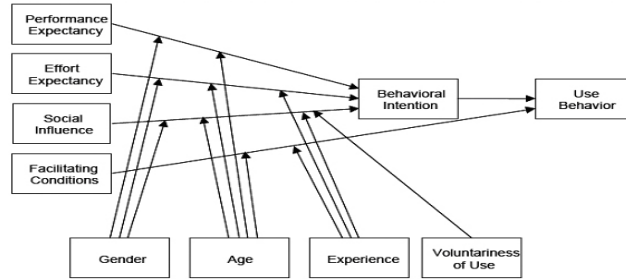 Performance
Expectancy
Effort
Expectancy
Social
Influence
Facilitating
Conditions
Behavioral
Intention
Use
Behavior
Gender
Age
Experience
Voluntariness
of Use